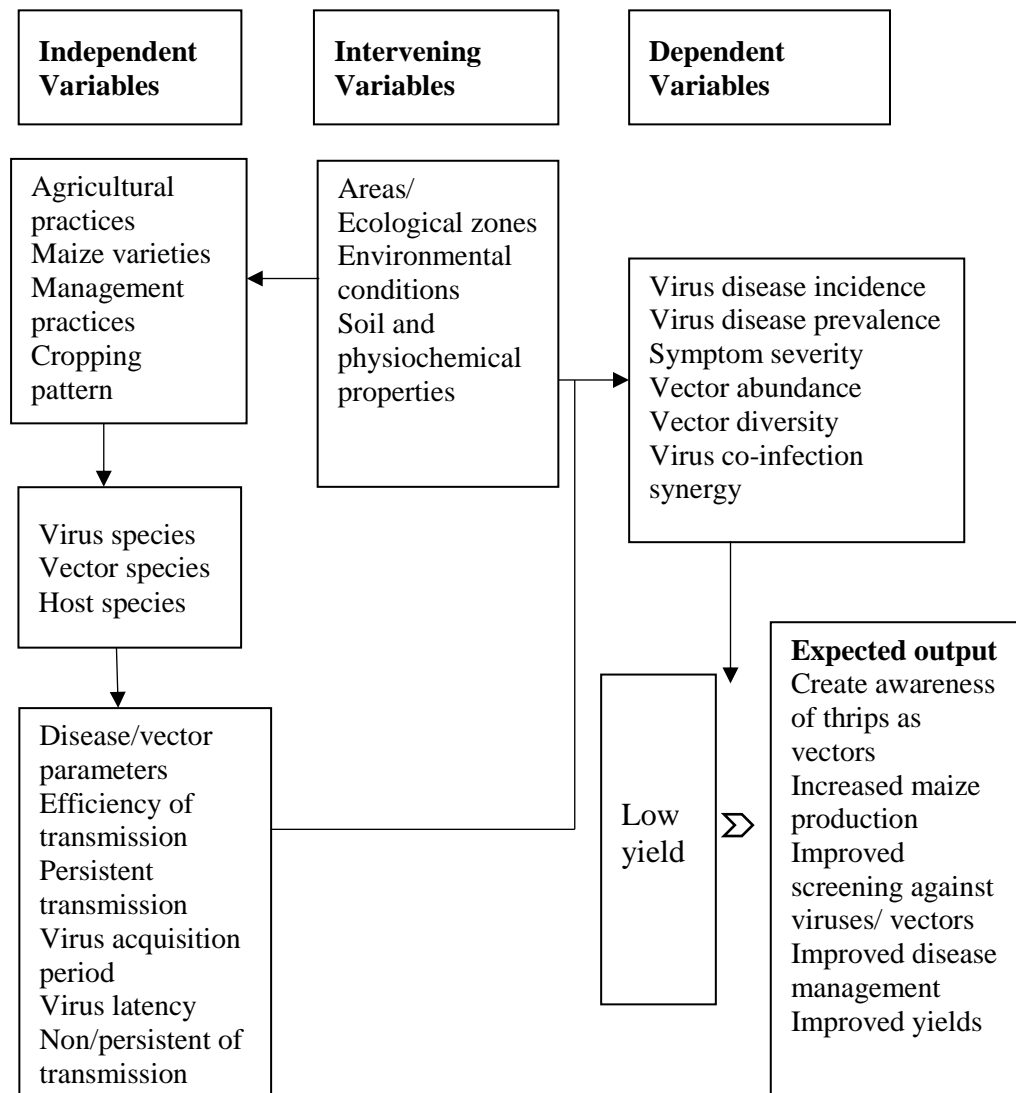 Independent
Variables
Intervening
Variables
Dependent
Variables
Agricultural
practices
Maize varieties
Management
practices
Cropping
pattern
Areas/
Ecological zones
Environmental
conditions
Soil and
physiochemical
properties
Virus disease incidence
Virus disease prevalence
Symptom severity
Vector abundance
Vector diversity
Virus co-infection
synergy
Virus species
Vector species
Host species
Disease/vector
parameters
Efficiency of
transmission
Persistent
transmission
Virus acquisition
period
Virus latency
Non/persistent of
transmission
Low
yield
Expected output
Create awareness
of thrips as
vectors
Increased maize
production
Improved
screening against
viruses/ vectors
Improved disease
management
Improved yields